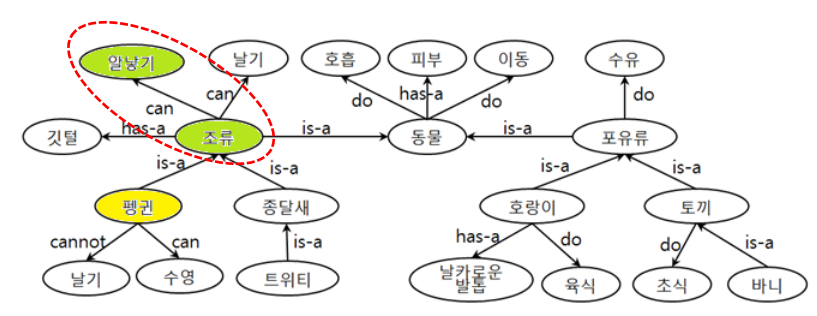 알낳기
날기
호흡
피부
이동
수유
can
can
do
has-a
do
do
깃털
has-a
조류
is-a
동물
is-a
포유류
is-a
is-a
is-a
is-a
펭귄
종달새
호랑이
토끼
cannot
can
is-a
has-a
do
do
is-a
날기
수영
트위티
날카로운
발톱
육식
초식
바니